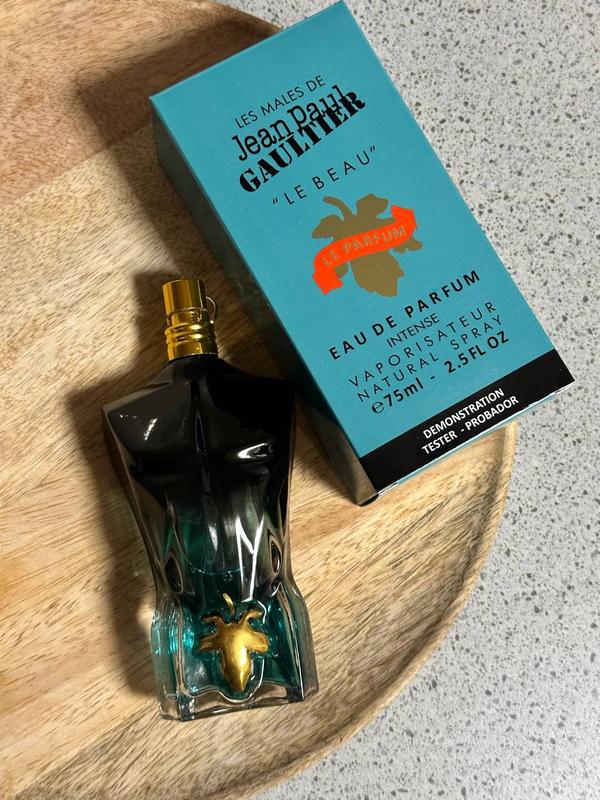 LES MALES DE
Jean Paul
GAULTIER
"LE BEAU"
LE PARFUM
EAU DE PARFUM
INTENSE
VAPORISATEUR
NATURAL SPRAY
℮75ml - 2.5 FL OZ
DEMONSTRATION
TESTER - PROBADOR